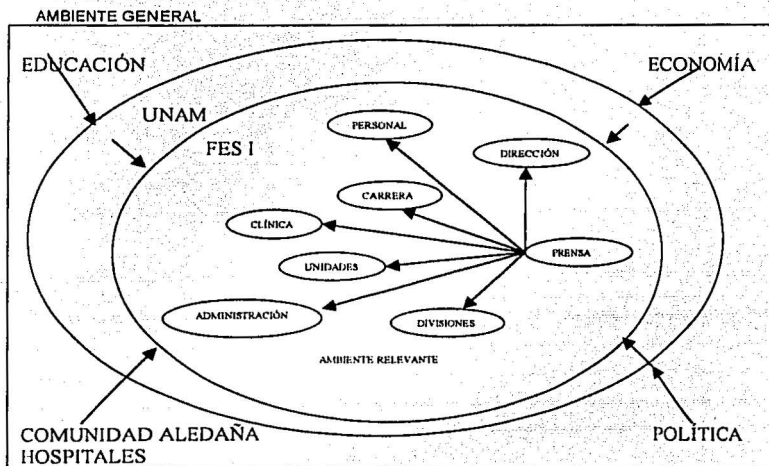 AMBIENTE GENERAL
EDUCACIÓN
ECONOMÍA
UNAM
FES I
PERSONAL
DIRECCIÓN
CARRERA
CLÍNICA
UNIDADES
PRENSA
ADMINISTRACIÓN
DIVISIONES
AMBIENTE RELEVANTE
COMUNIDAD ALEDAÑA
HOSPITALES
POLÍTICA